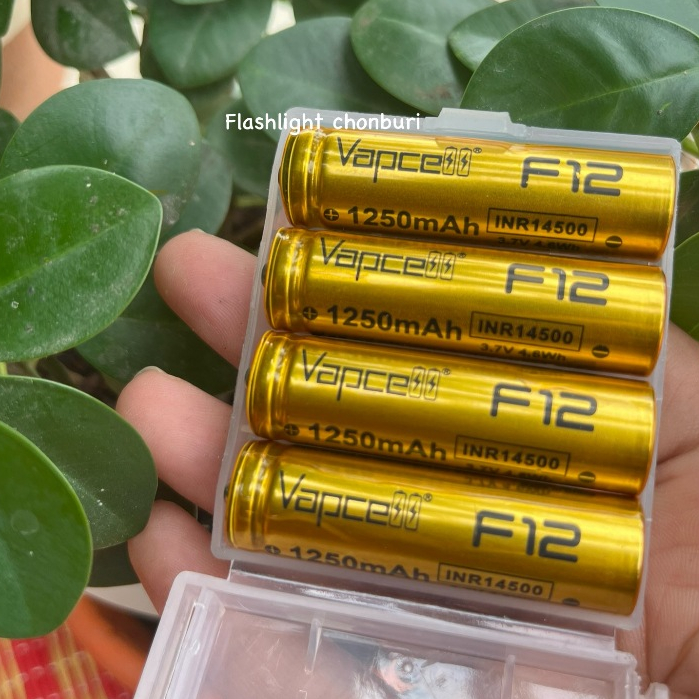 Flashlight chonburi
Vapcell® F12
⊕ 1250mAh INR14500 ⊖
3.7V 4.6Wh
Vapcell® F12
⊕ 1250mAh INR14500 ⊖
3.7V 4.6Wh
Vapcell® F12
⊕ 1250mAh INR14500 ⊖
Vapcell® F12
⊕ 1250mAh INR14500 ⊖